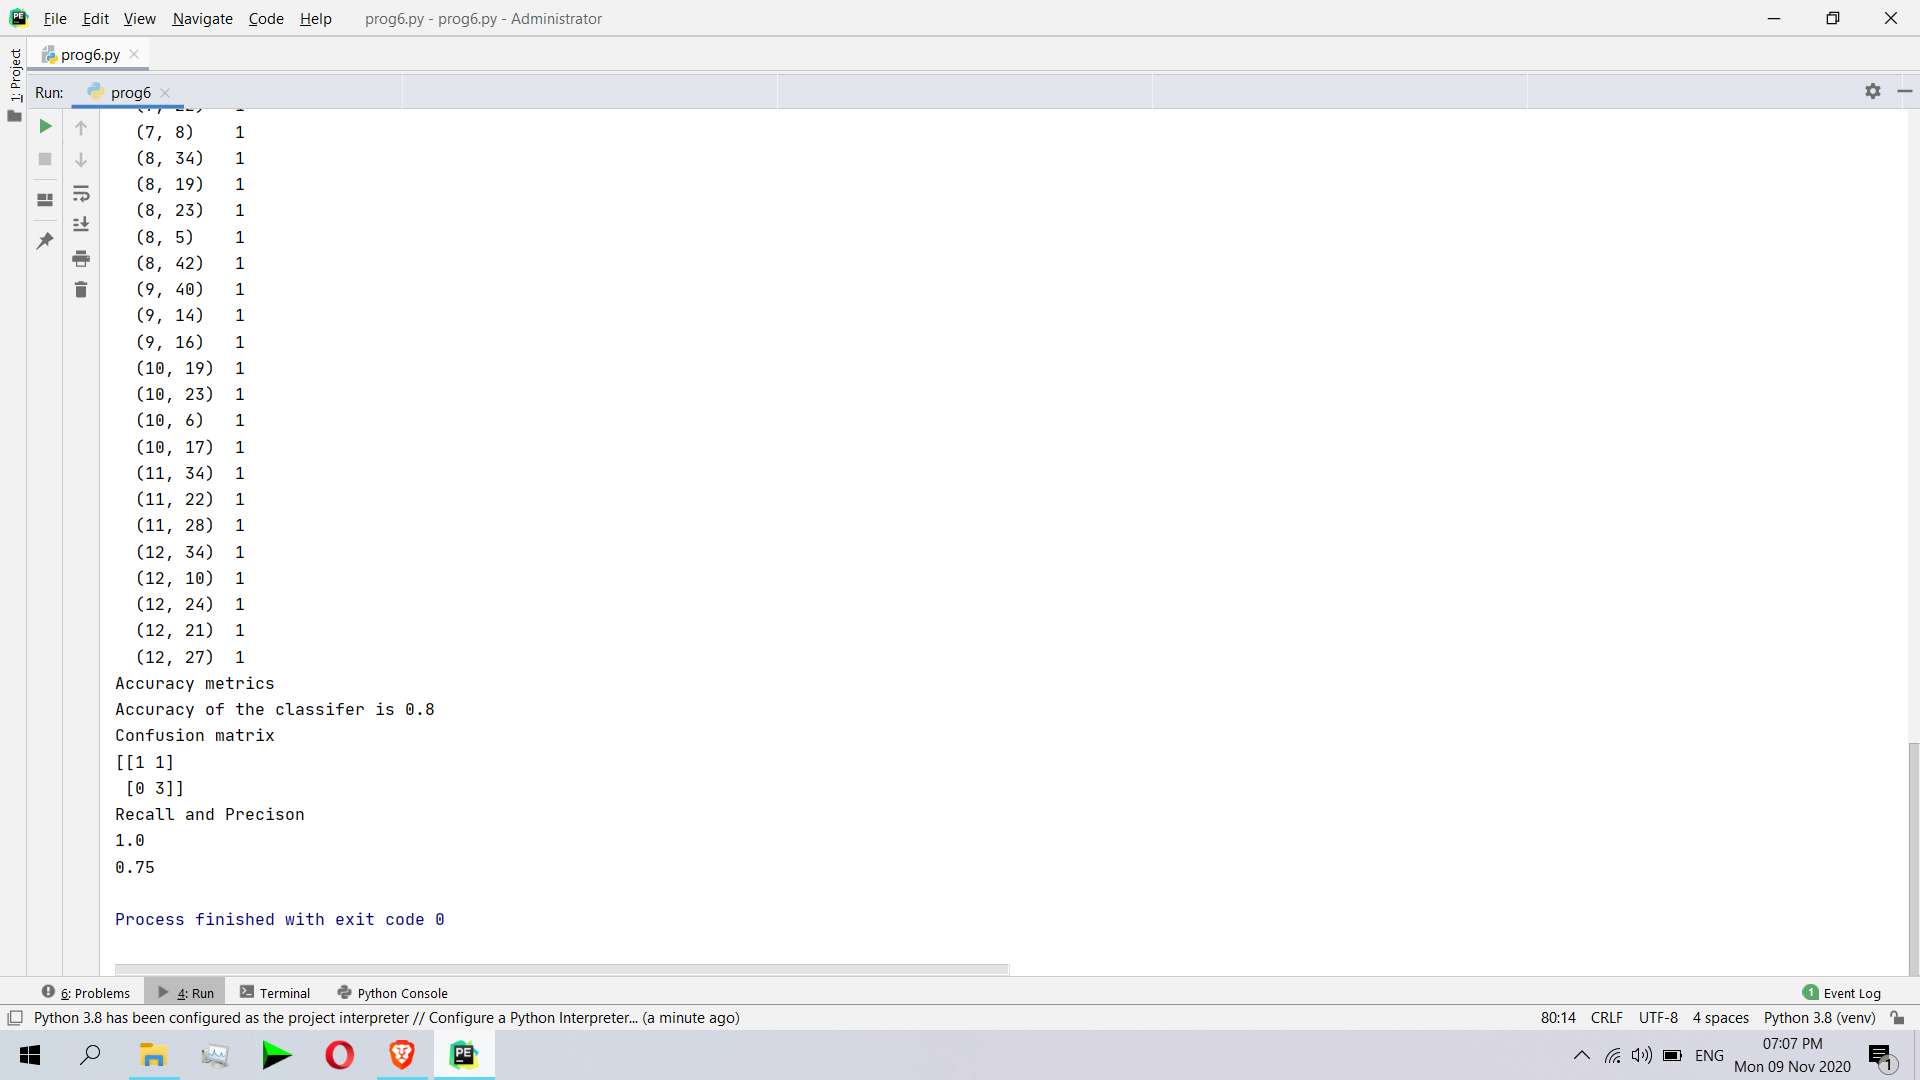 File Edit View Navigate Code Help prog6.py - prog6.py - Administrator
prog6.py
1: Project
Run: prog6
(7, 22) 1
(7, 8) 1
(8, 34) 1
(8, 19) 1
(8, 23) 1
(8, 5) 1
(8, 42) 1
(9, 40) 1
(9, 14) 1
(9, 16) 1
(10, 19) 1
(10, 23) 1
(10, 6) 1
(10, 17) 1
(11, 34) 1
(11, 22) 1
(11, 28) 1
(12, 34) 1
(12, 10) 1
(12, 24) 1
(12, 21) 1
(12, 27) 1
Accuracy metrics
Accuracy of the classifer is 0.8
Confusion matrix
[[1 1]
[0 3]]
Recall and Precison
1.0
0.75
Process finished with exit code 0
6: Problems 4: Run Terminal Python Console 1 Event Log
Python 3.8 has been configured as the project interpreter // Configure a Python Interpreter... (a minute ago) 80:14 CRLF UTF-8 4 spaces Python 3.8 (venv)
PE ENG 07:07 PM
Mon 09 Nov 2020 1